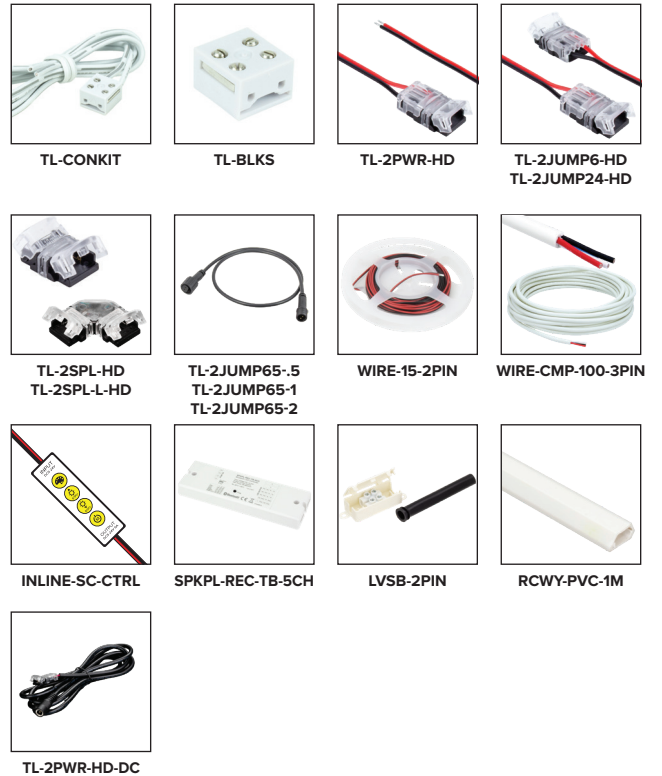 TL-CONKIT
TL-BLKS
TL-2PWR-HD
TL-2JUMP6-HD
TL-2JUMP24-HD
TL-2SPL-HD
TL-2SPL-L-HD
TL-2JUMP65-.5
TL-2JUMP65-1
TL-2JUMP65-2
WIRE-15-2PIN
WIRE-CMP-100-3PIN
INPUT
OUTPUT
INLINE-SC-CTRL
SPKPL-REC-TB-5CH
LVSB-2PIN
RCWY-PVC-1M
TL-2PWR-HD-DC